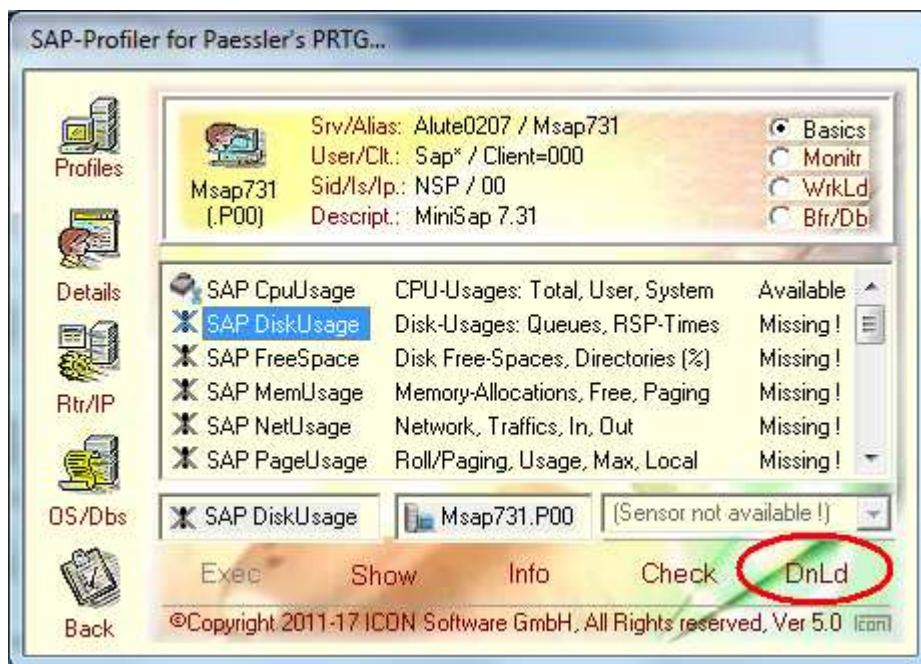 SAP-Profiler for Paessler's PRTG...
Profiles
Details
Rtr/IP
OS/Dbs
Back
Msap731
(.P00)
Srv/Alias: Alute0207 / Msap731
User/Clt.: Sap* / Client=000
Sid/Is/Ip.: NSP / 00
Descript.: MiniSap 7.31
Basics
Monitr
WrkLd
Bfr/Db
SAP CpuUsage CPU-Usages: Total, User, System Available
SAP DiskUsage Disk-Usages: Queues, RSP-Times Missing !
SAP FreeSpace Disk Free-Spaces, Directories (%) Missing !
SAP MemUsage Memory-Allocations, Free, Paging Missing !
SAP NetUsage Network, Traffics, In, Out Missing !
SAP PageUsage Roll/Paging, Usage, Max, Local Missing !
SAP DiskUsage Msap731.P00 (Sensor not available !)
Exec Show Info Check DnLd
©Copyright 2011-17 ICON Software GmbH, All Rights reserved, Ver 5.0 Icon